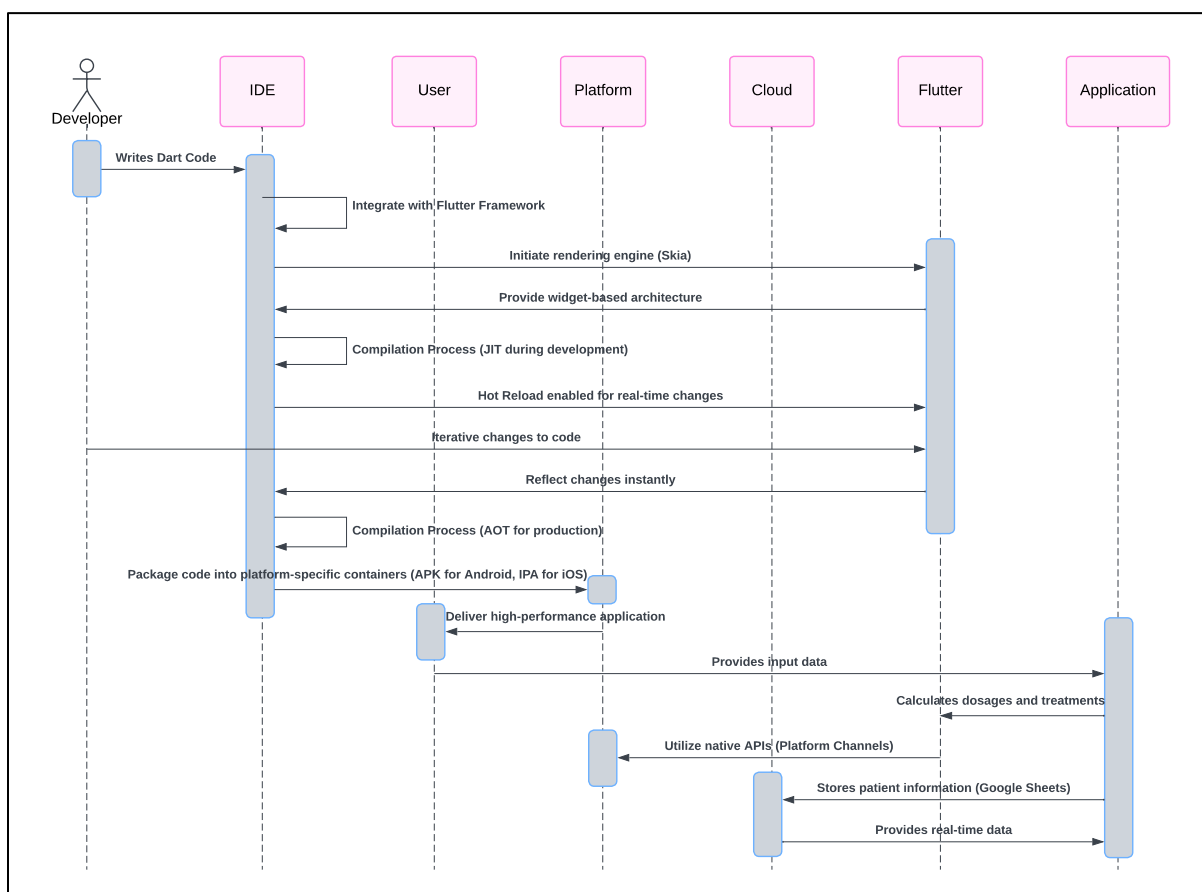 Developer
IDE
User
Platform
Cloud
Flutter
Application
Writes Dart Code
Integrate with Flutter Framework
Initiate rendering engine (Skia)
Provide widget-based architecture
Compilation Process (JIT during development)
Hot Reload enabled for real-time changes
Iterative changes to code
Reflect changes instantly
Compilation Process (AOT for production)
Package code into platform-specific containers (APK for Android, IPA for iOS)
Deliver high-performance application
Provides input data
Calculates dosages and treatments
Utilize native APIs (Platform Channels)
Stores patient information (Google Sheets)
Provides real-time data